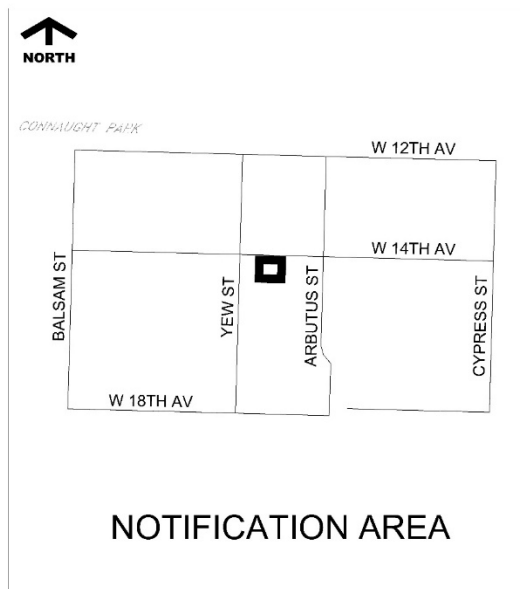 NORTH
CONNAUGHT PARK
W 12TH AV
W 14TH AV
BALSAM ST
YEW ST
ARBUTUS ST
CYPRESS ST
W 18TH AV
NOTIFICATION AREA